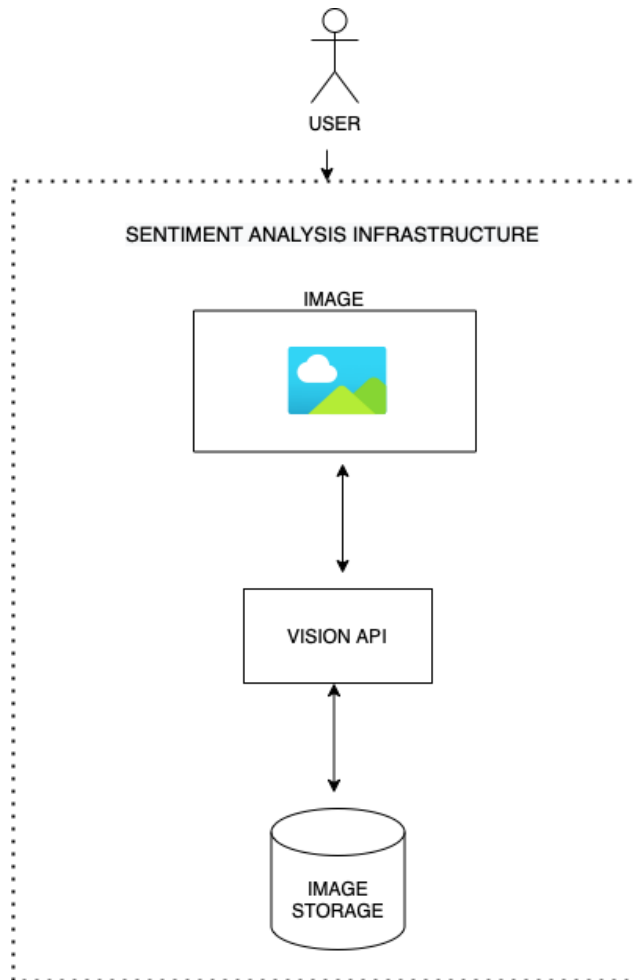 USER
SENTIMENT ANALYSIS INFRASTRUCTURE
IMAGE
VISION API
IMAGE
STORAGE